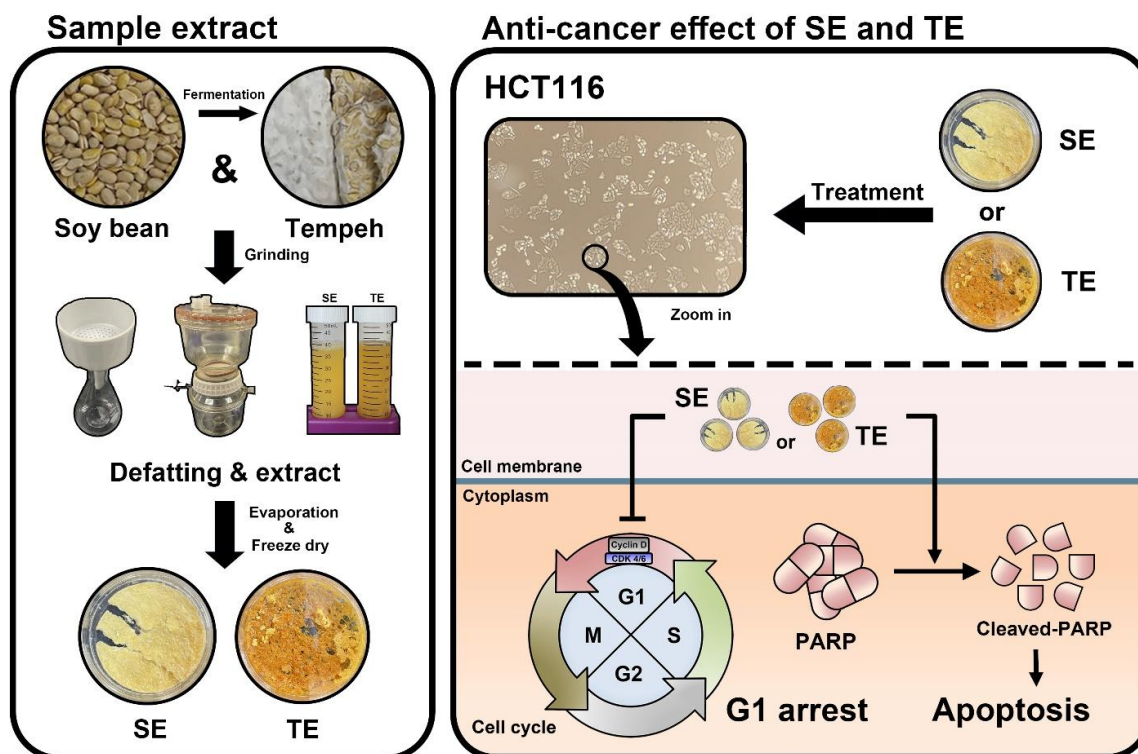 Sample extract
Fermentation
&
Soy bean
Tempeh
Grinding
SE
TE
Defatting & extract
Evaporation
&
Freeze dry
SE
TE
Anti-cancer effect of SE and TE
HCT116
SE
Treatment
or
TE
Zoom in
SE
or
TE
Cell membrane
Cytoplasm
Cyclin D
CDK 4/6
G1
M
S
G2
Cell cycle
G1 arrest
PARP
Cleaved-PARP
Apoptosis